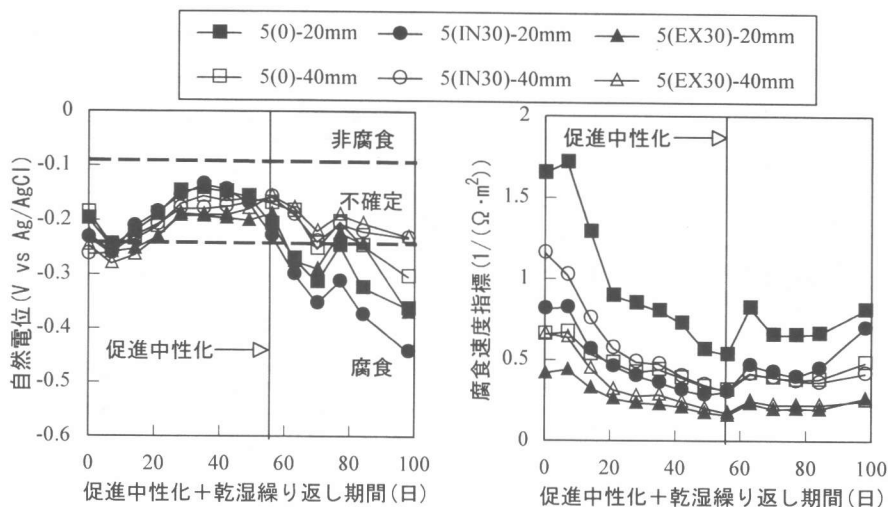 5(0)-20mm 5(IN30)-20mm 5(EX30)-20mm
5(0)-40mm 5(IN30)-40mm 5(EX30)-40mm
自然電位(V vs Ag/AgCl)
0
-0.1
-0.2
-0.3
-0.4
-0.5
-0.6
非腐食
不確定
促進中性化
腐食
0 20 40 60 80 100
促進中性化+乾湿繰り返し期間(日)
腐食速度指標(1/(Ω·m²))
2
1.5
1
0.5
0
促進中性化
0 20 40 60 80 100
促進中性化+乾湿繰り返し期間(日)